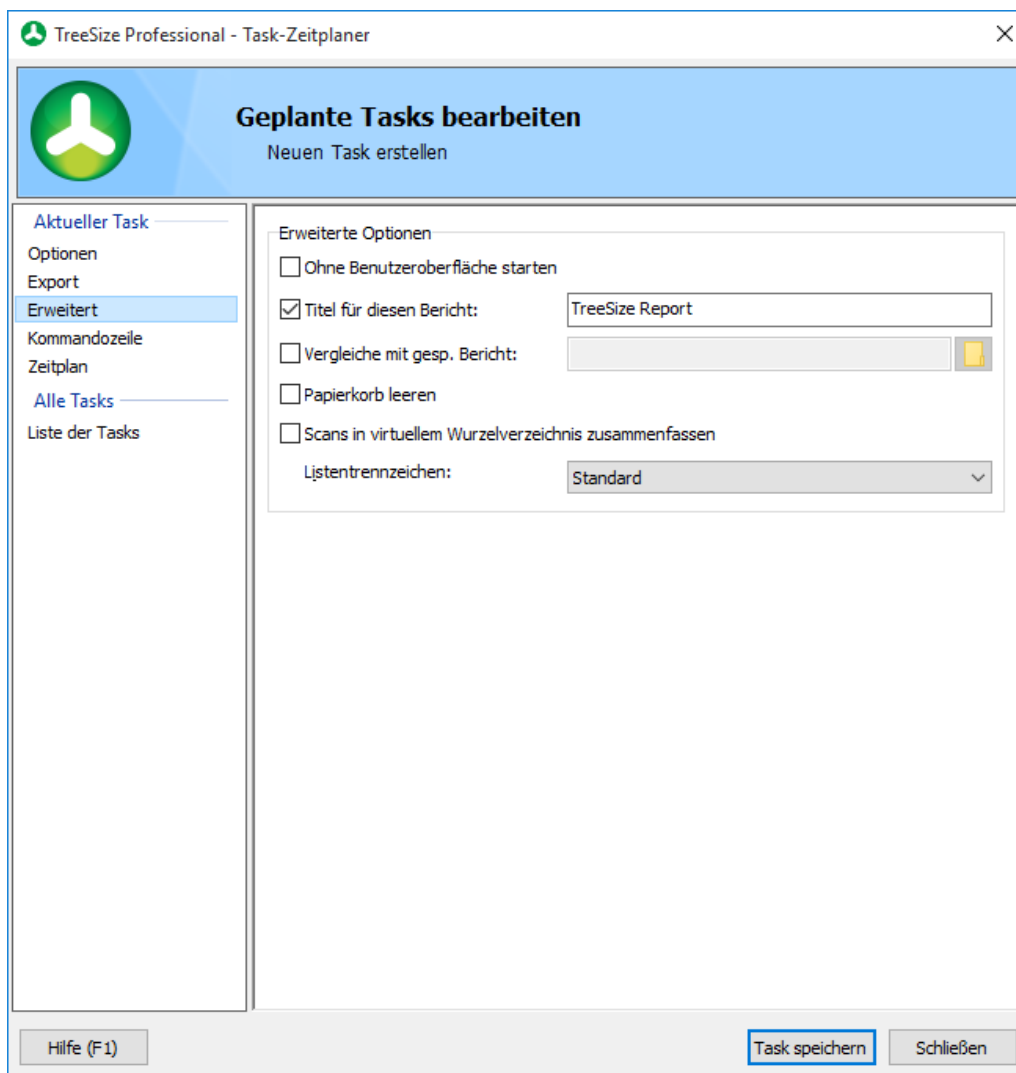 TreeSize Professional - Task-Zeitplaner
Geplante Tasks bearbeiten
Neuen Task erstellen
Aktueller Task
Optionen
Export
Erweitert
Kommandozeile
Zeitplan
Alle Tasks
Liste der Tasks
Erweiterte Optionen
Ohne Benutzeroberfläche starten
Titel für diesen Bericht: TreeSize Report
Vergleiche mit gesp. Bericht:
Papierkorb leeren
Scans in virtuellem Wurzelverzeichnis zusammenfassen
Listentrennzeichen: Standard
Hilfe (F1) Task speichern Schließen